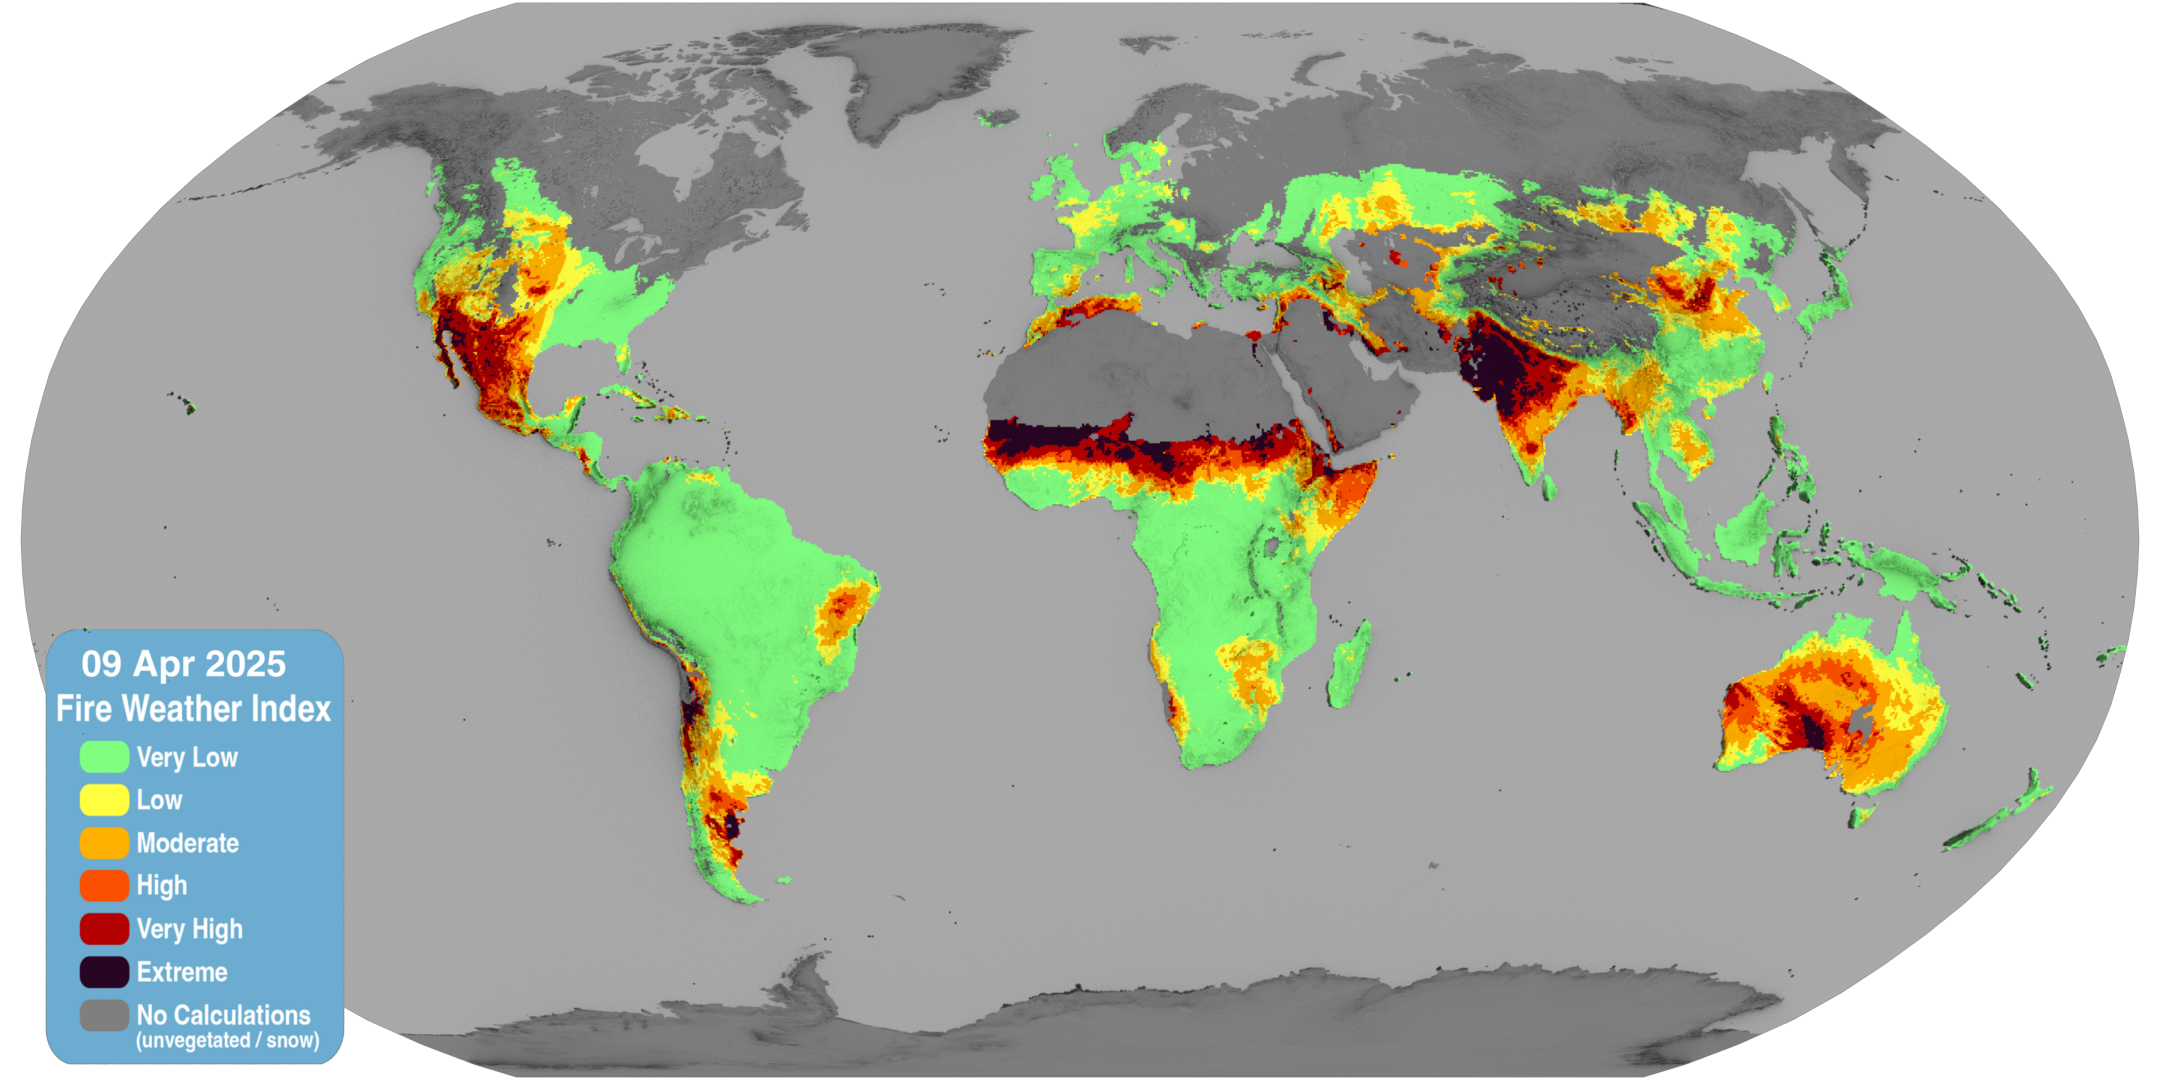 09 Apr 2025
Fire Weather Index
Very Low
Low
Moderate
High
Very High
Extreme
No Calculations
(unvegetated / snow)